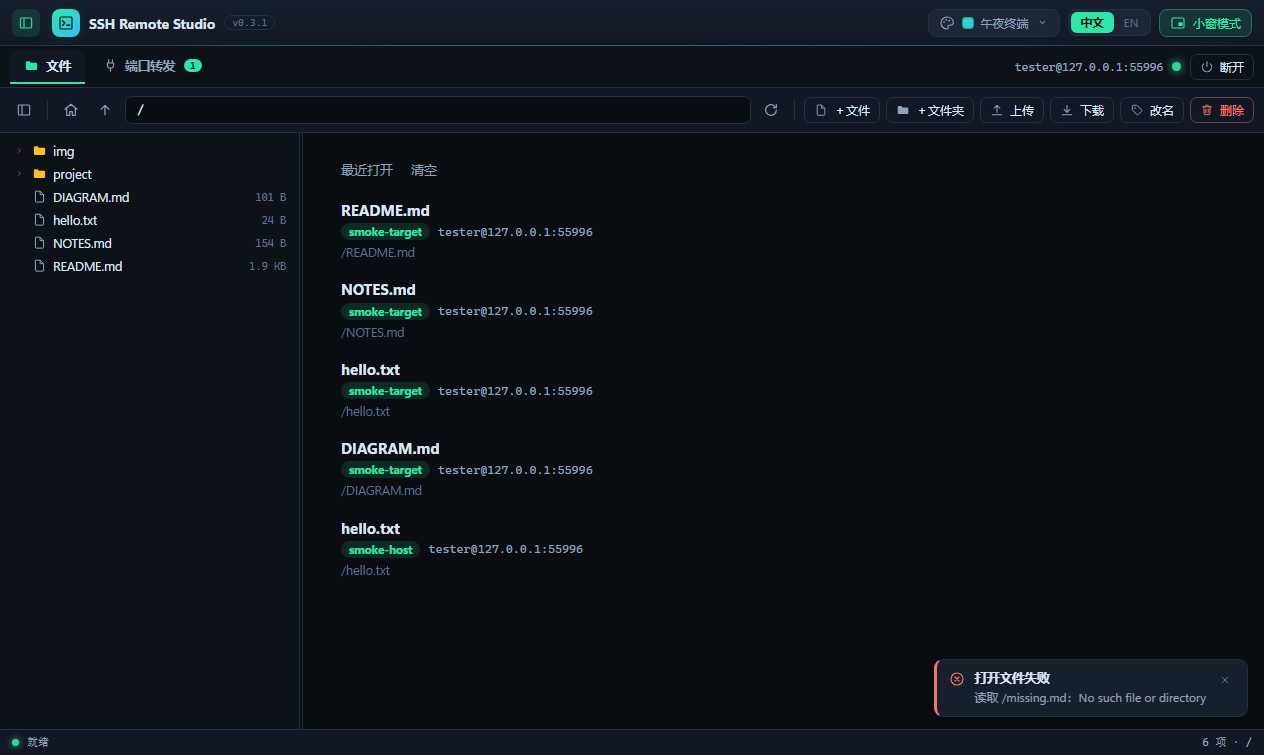 SSH Remote Studio v0.3.1 午夜终端 中文 EN 小窗模式
文件 端口转发 1 tester@127.0.0.1:55996 断开
/ +文件 +文件夹 上传 下载 改名 删除
img
project
DIAGRAM.md 101 B
hello.txt 24 B
NOTES.md 154 B
README.md 1.9 KB
最近打开 清空
README.md
smoke-target tester@127.0.0.1:55996
/README.md
NOTES.md
smoke-target tester@127.0.0.1:55996
/NOTES.md
hello.txt
smoke-target tester@127.0.0.1:55996
/hello.txt
DIAGRAM.md
smoke-target tester@127.0.0.1:55996
/DIAGRAM.md
hello.txt
smoke-host tester@127.0.0.1:55996
/hello.txt
打开文件失败
读取 /missing.md: No such file or directory
就绪 6 项 · /